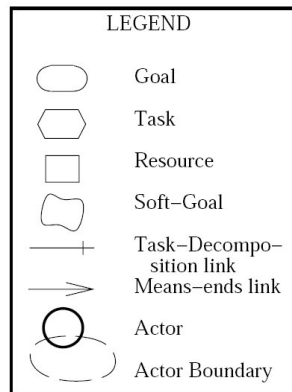 LEGEND
Goal
Task
Resource
Soft-Goal
Task-Decompo-
sition link
Means-ends link
Actor
Actor Boundary